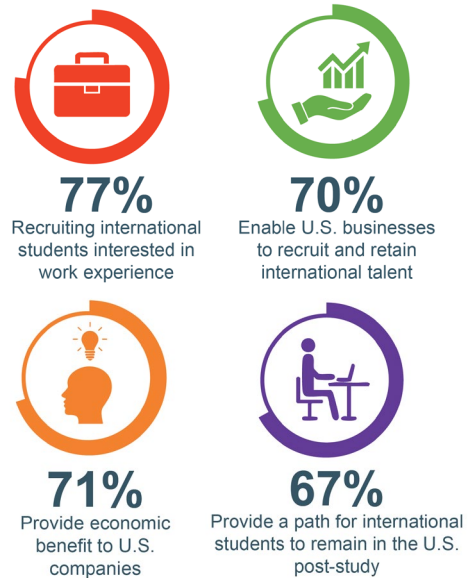 77%
Recruiting international
students interested in
work experience
70%
Enable U.S. businesses
to recruit and retain
international talent
71%
Provide economic
benefit to U.S.
companies
67%
Provide a path for international
students to remain in the U.S.
post-study